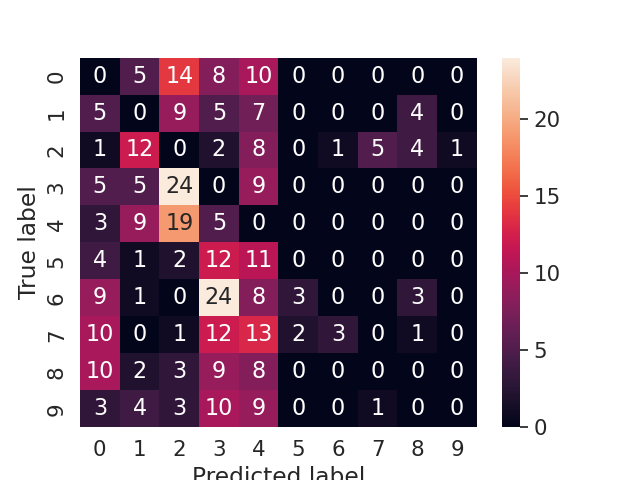 0 0 5 14 8 10 0 0 0 0 0
1 5 0 9 5 7 0 0 0 4 0
2 1 12 0 2 8 0 1 5 4 1
3 5 5 24 0 9 0 0 0 0 0
4 3 9 19 5 0 0 0 0 0 0
5 4 1 2 12 11 0 0 0 0 0
6 9 1 0 24 8 3 0 0 3 0
7 10 0 1 12 13 2 3 0 1 0
8 10 2 3 9 8 0 0 0 0 0
9 3 4 3 10 9 0 0 1 0 0
0 1 2 3 4 5 6 7 8 9
Predicted label
True label
20
15
10
5
0